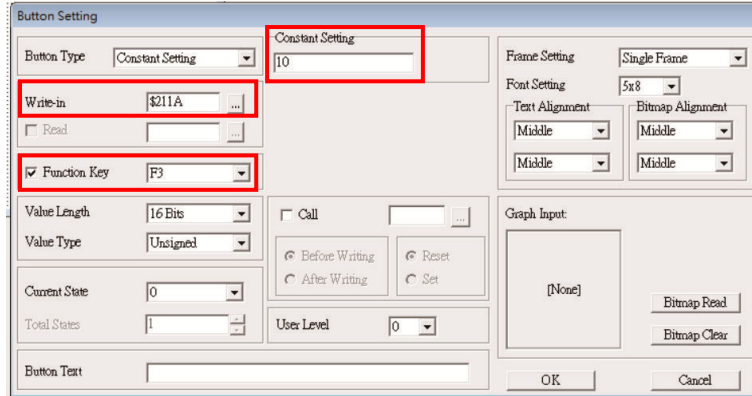 Button Setting
Button Type
Constant Setting
Constant Setting
10
Write-in
$211A
...
Read
...
Function Key
F3
Value Length
16 Bits
Value Type
Unsigned
Current State
0
Total States
1
Call
...
Before Writing
After Writing
Reset
Set
User Level
0
Button Text
Frame Setting
Single Frame
Font Setting
5x8
Text Alignment
Middle
Middle
Bitmap Alignment
Middle
Middle
Graph Input:
[None]
Bitmap Read
Bitmap Clear
OK
Cancel